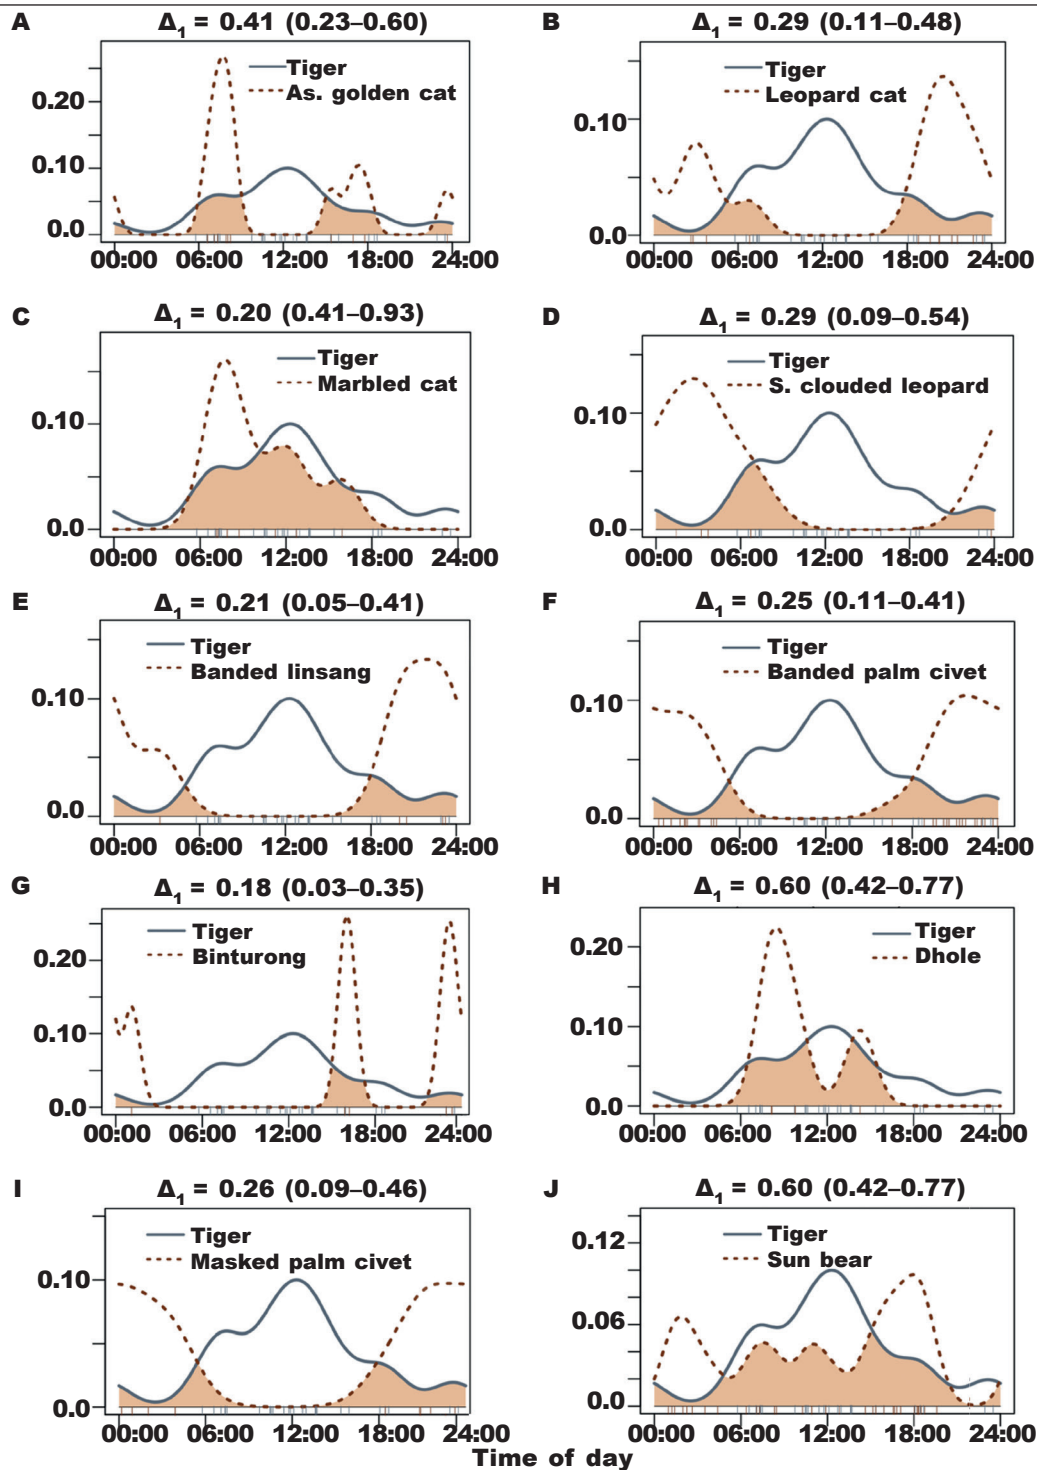 A Δ1 = 0.41 (0.23–0.60)
Tiger
As. golden cat
0.20
0.10
0.0
00:00 06:00 12:00 18:00 24:00
B Δ1 = 0.29 (0.11–0.48)
Tiger
Leopard cat
0.10
0.0
00:00 06:00 12:00 18:00 24:00
C Δ1 = 0.20 (0.41–0.93)
Tiger
Marbled cat
0.10
0.0
00:00 06:00 12:00 18:00 24:00
D Δ1 = 0.29 (0.09–0.54)
Tiger
S. clouded leopard
0.10
0.0
00:00 06:00 12:00 18:00 24:00
E Δ1 = 0.21 (0.05–0.41)
Tiger
Banded linsang
0.10
0.0
00:00 06:00 12:00 18:00 24:00
F Δ1 = 0.25 (0.11–0.41)
Tiger
Banded palm civet
0.10
0.0
00:00 06:00 12:00 18:00 24:00
G Δ1 = 0.18 (0.03–0.35)
Tiger
Binturong
0.20
0.10
0.0
00:00 06:00 12:00 18:00 24:00
H Δ1 = 0.60 (0.42–0.77)
Tiger
Dhole
0.20
0.10
0.0
00:00 06:00 12:00 18:00 24:00
I Δ1 = 0.26 (0.09–0.46)
Tiger
Masked palm civet
0.10
0.0
00:00 06:00 12:00 18:00 24:00
J Δ1 = 0.60 (0.42–0.77)
Tiger
Sun bear
0.12
0.06
0.0
00:00 06:00 12:00 18:00 24:00
Time of day